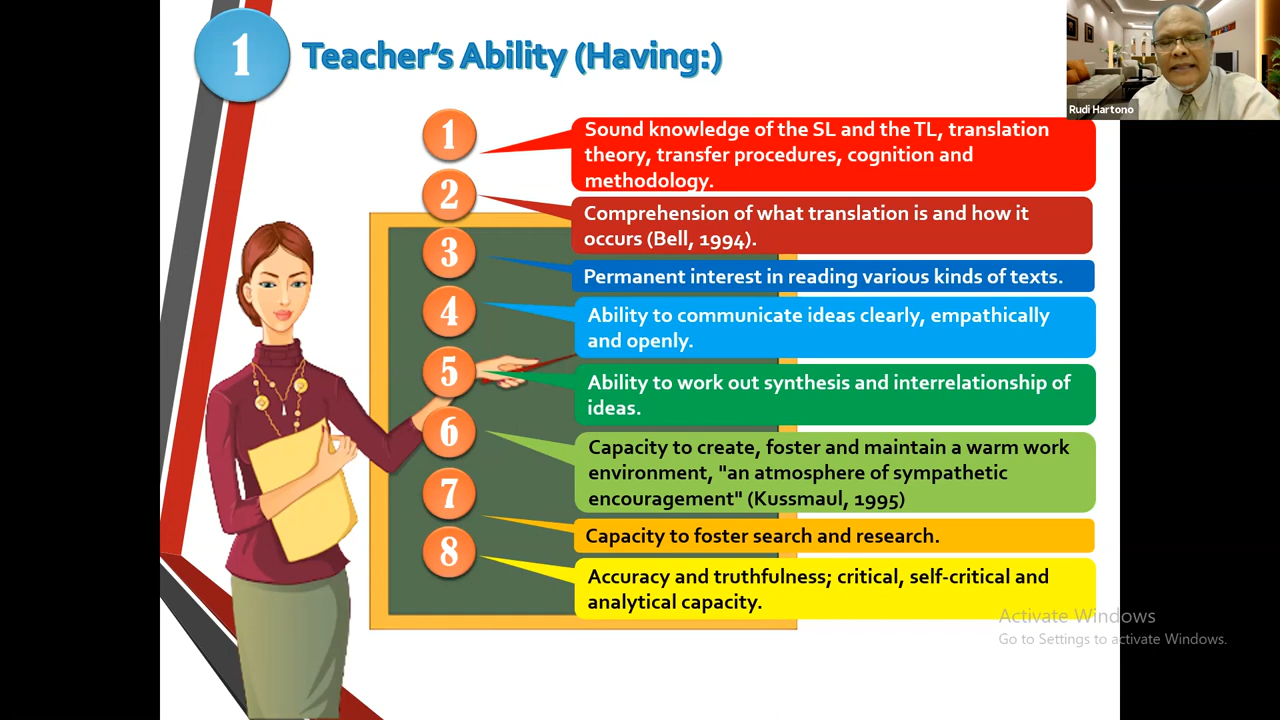 1
Teacher's Ability (Having:)
Rudi Hartono
1
Sound knowledge of the SL and the TL, translation
theory, transfer procedures, cognition and
methodology.
2
Comprehension of what translation is and how it
occurs (Bell, 1994).
3
Permanent interest in reading various kinds of texts.
4
Ability to communicate ideas clearly, empathically
and openly.
5
Ability to work out synthesis and interrelationship of
ideas.
6
Capacity to create, foster and maintain a warm work
environment, "an atmosphere of sympathetic
encouragement" (Kussmaul, 1995)
7
Capacity to foster search and research.
8
Accuracy and truthfulness; critical, self-critical and
analytical capacity.
Activate Windows
Go to Settings to activate Windows.